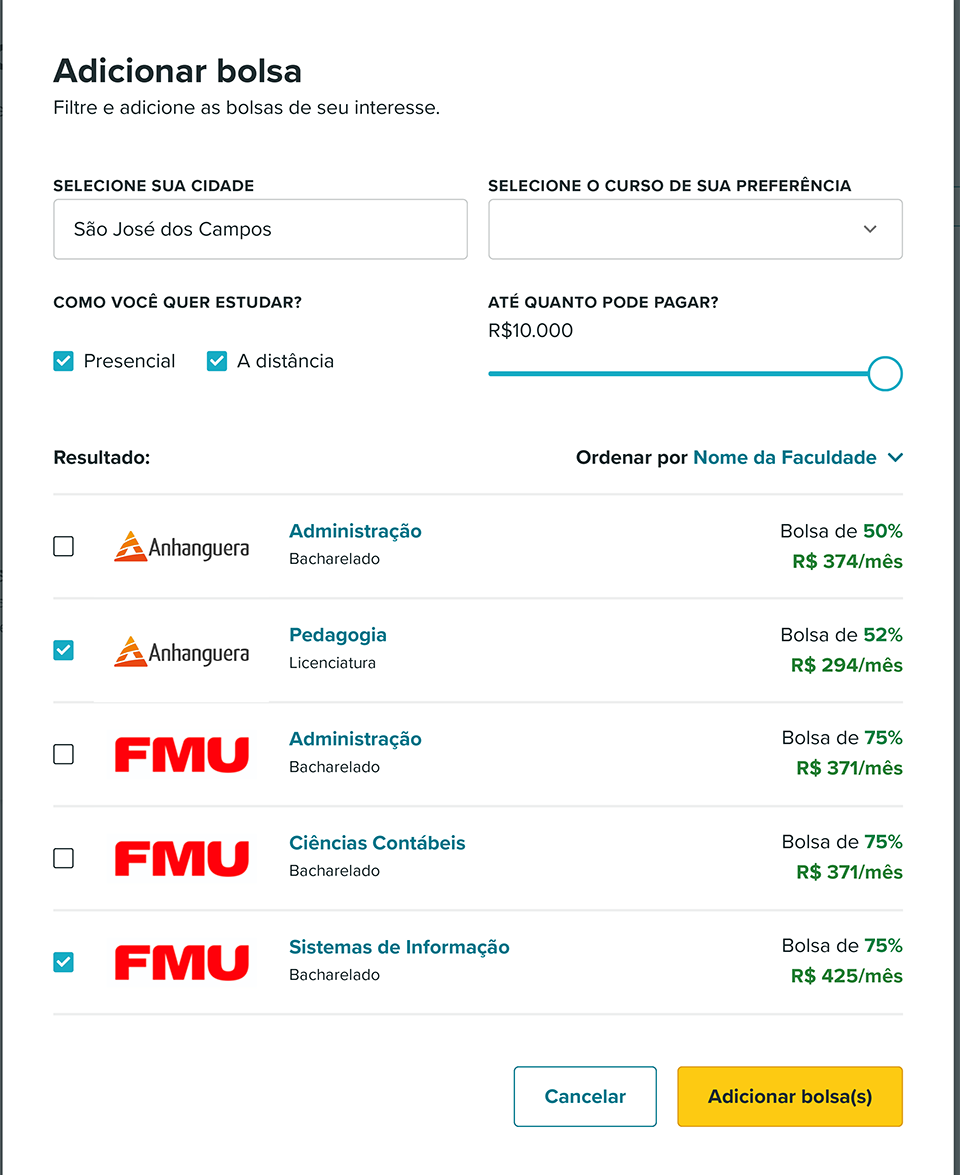 Adicionar bolsa
Filtre e adicione as bolsas de seu interesse.
SELECIONE SUA CIDADE
São José dos Campos
SELECIONE O CURSO DE SUA PREFERÊNCIA
COMO VOCÊ QUER ESTUDAR?
Presencial
A distância
ATÉ QUANTO PODE PAGAR?
R$10.000
Resultado:
Ordenar por Nome da Faculdade
Anhanguera
Administração
Bacharelado
Bolsa de 50%
R$ 374/mês
Anhanguera
Pedagogia
Licenciatura
Bolsa de 52%
R$ 294/mês
FMU
Administração
Bacharelado
Bolsa de 75%
R$ 371/mês
FMU
Ciências Contábeis
Bacharelado
Bolsa de 75%
R$ 371/mês
FMU
Sistemas de Informação
Bacharelado
Bolsa de 75%
R$ 425/mês
Cancelar
Adicionar bolsa(s)